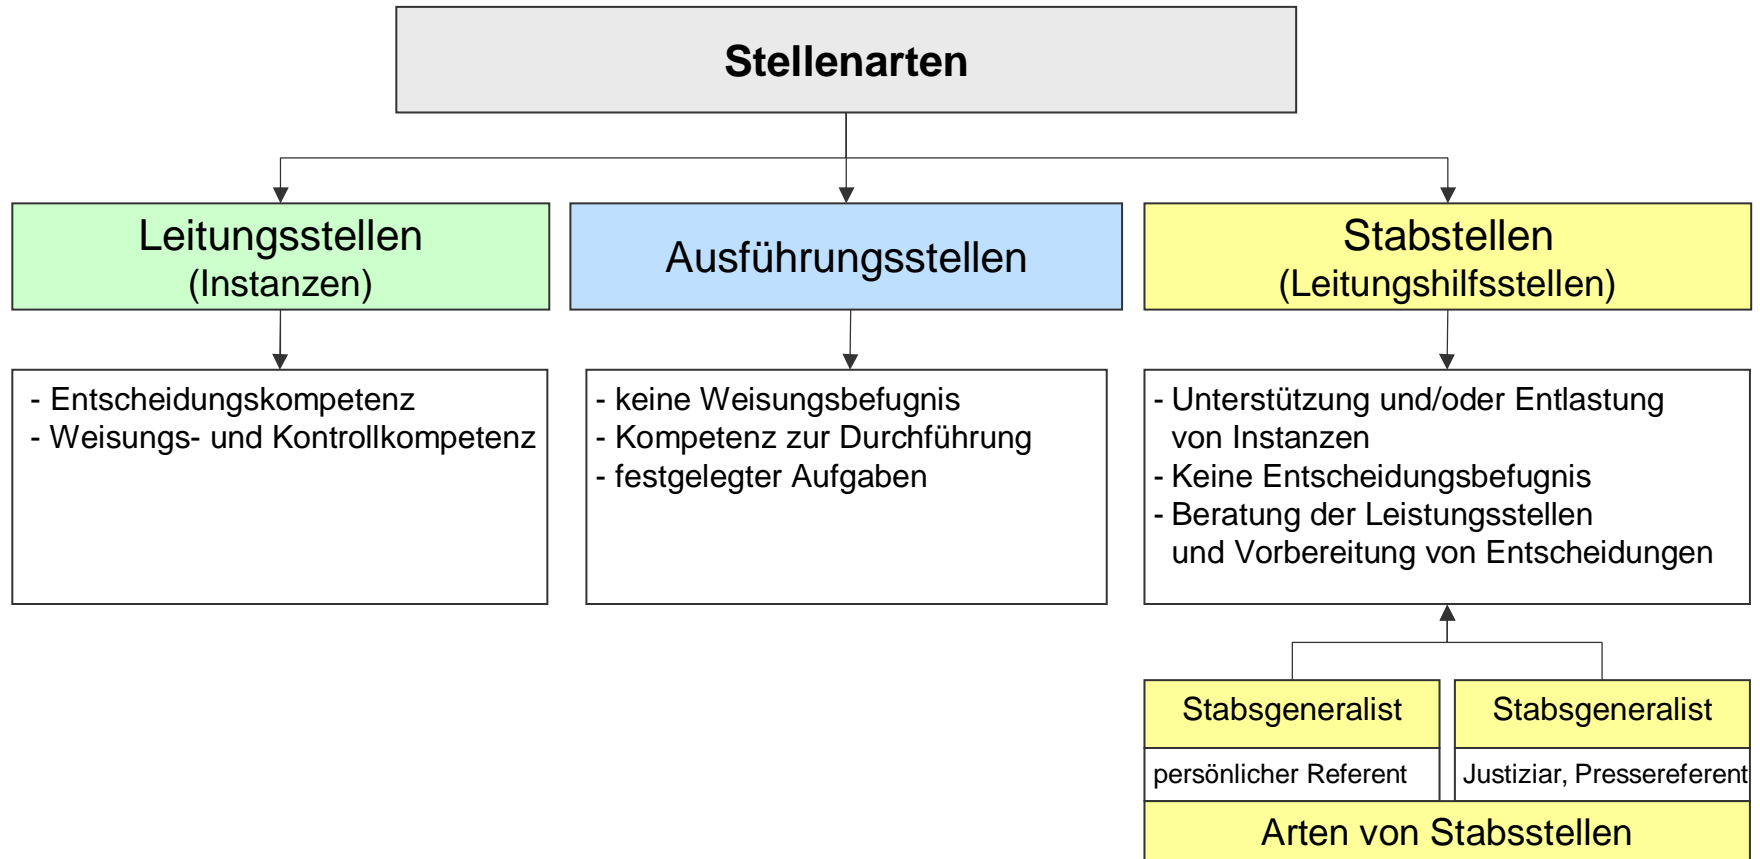 Stellenarten
Leitungsstellen
(Instanzen)
Ausführungsstellen
Stabstellen
(Leitungshilfsstellen)
- Entscheidungskompetenz
- Weisungs- und Kontrollkompetenz
- keine Weisungsbefugnis
- Kompetenz zur Durchführung
- festgelegter Aufgaben
- Unterstützung und/oder Entlastung
von Instanzen
- Keine Entscheidungsbefugnis
- Beratung der Leistungsstellen
und Vorbereitung von Entscheidungen
Stabsgeneralist
persönlicher Referent
Stabsgeneralist
Justiziar, Pressereferent
Arten von Stabsstellen